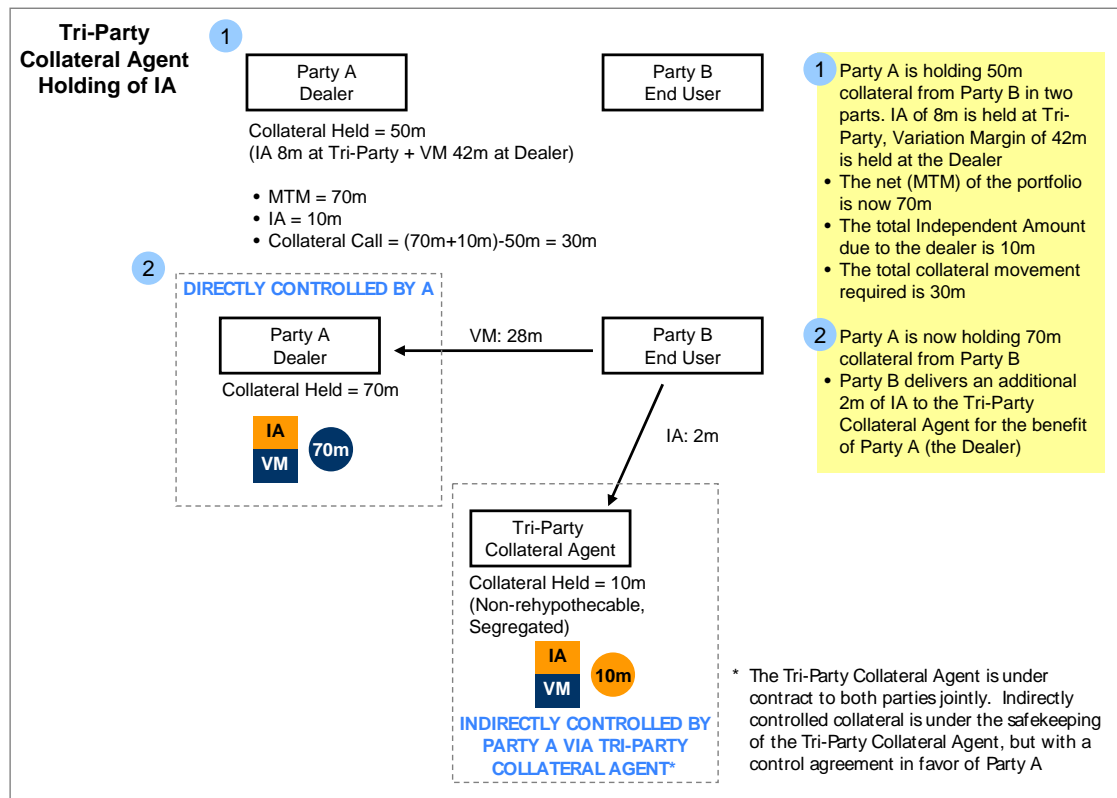 Tri-Party
Collateral Agent
Holding of IA
1
Party A
Dealer
Party B
End User
Collateral Held = 50m
(IA 8m at Tri-Party + VM 42m at Dealer)
• MTM = 70m
• IA = 10m
• Collateral Call = (70m+10m)-50m = 30m
1
Party A is holding 50m
collateral from Party B in two
parts. IA of 8m is held at Tri-
Party, Variation Margin of 42m
is held at the Dealer
• The net (MTM) of the portfolio
is now 70m
• The total Independent Amount
due to the dealer is 10m
• The total collateral movement
required is 30m
2
Party A is now holding 70m
collateral from Party B
• Party B delivers an additional
2m of IA to the Tri-Party
Collateral Agent for the benefit
of Party A (the Dealer)
2
DIRECTLY CONTROLLED BY A
Party A
Dealer
VM: 28m
Party B
End User
Collateral Held = 70m
IA
VM
70m
IA: 2m
Tri-Party
Collateral Agent
Collateral Held = 10m
(Non-rehypothecable,
Segregated)
IA
VM
10m
INDIRECTLY CONTROLLED BY
PARTY A VIA TRI-PARTY
COLLATERAL AGENT*
* The Tri-Party Collateral Agent is under
contract to both parties jointly. Indirectly
controlled collateral is under the safekeeping
of the Tri-Party Collateral Agent, but with a
control agreement in favor of Party A